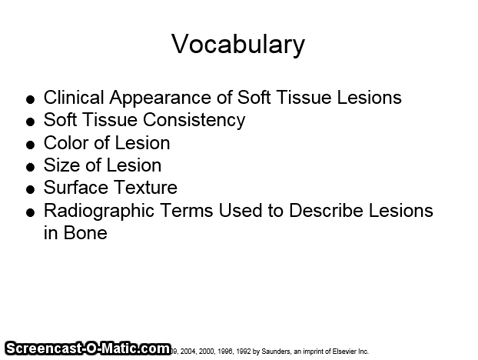 Vocabulary
● Clinical Appearance of Soft Tissue Lesions
● Soft Tissue Consistency
● Color of Lesion
● Size of Lesion
● Surface Texture
● Radiographic Terms Used to Describe Lesions
in Bone
Screencast-O-Matic.com 9, 2004, 2000, 1996, 1992 by Saunders, an imprint of Elsevier Inc.